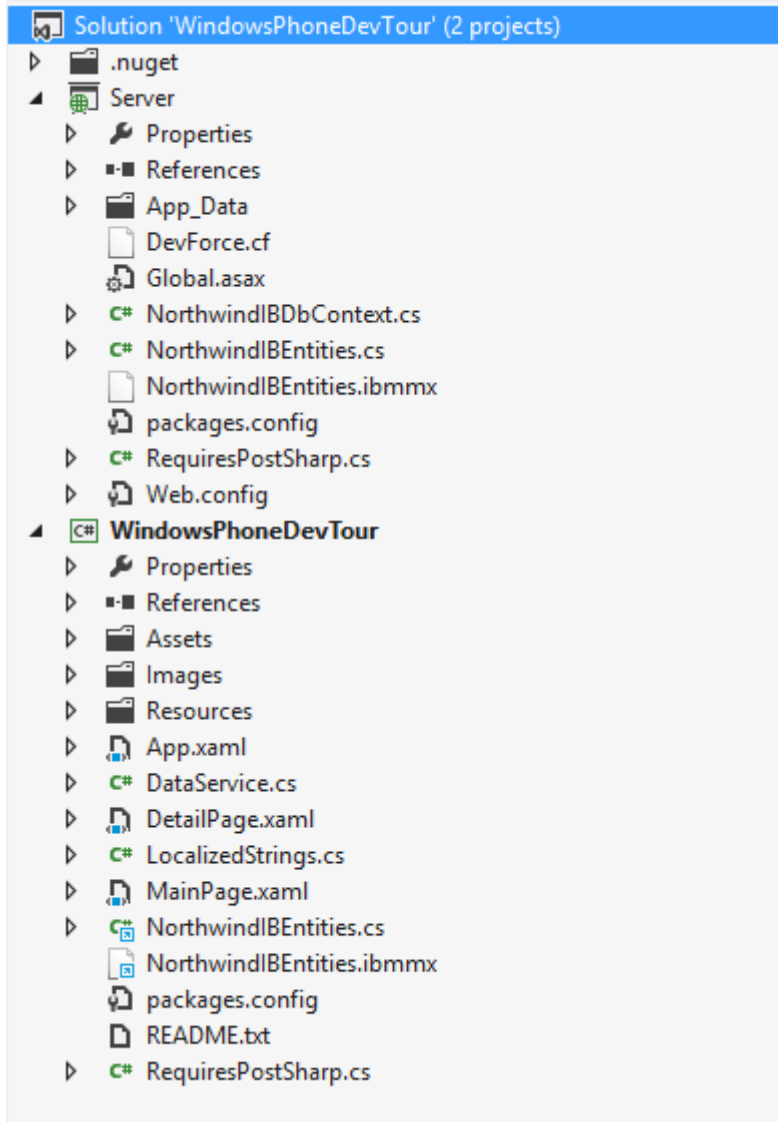 Solution 'WindowsPhoneDevTour' (2 projects)
.nuget
Server
Properties
References
App_Data
DevForce.cf
Global.asax
C# NorthwindIBDbContext.cs
C# NorthwindIBEntities.cs
NorthwindIBEntities.ibmmx
packages.config
C# RequiresPostSharp.cs
Web.config
C# WindowsPhoneDevTour
Properties
References
Assets
Images
Resources
App.xaml
C# DataService.cs
DetailPage.xaml
C# LocalizedStrings.cs
MainPage.xaml
C# NorthwindIBEntities.cs
NorthwindIBEntities.ibmmx
packages.config
README.txt
C# RequiresPostSharp.cs